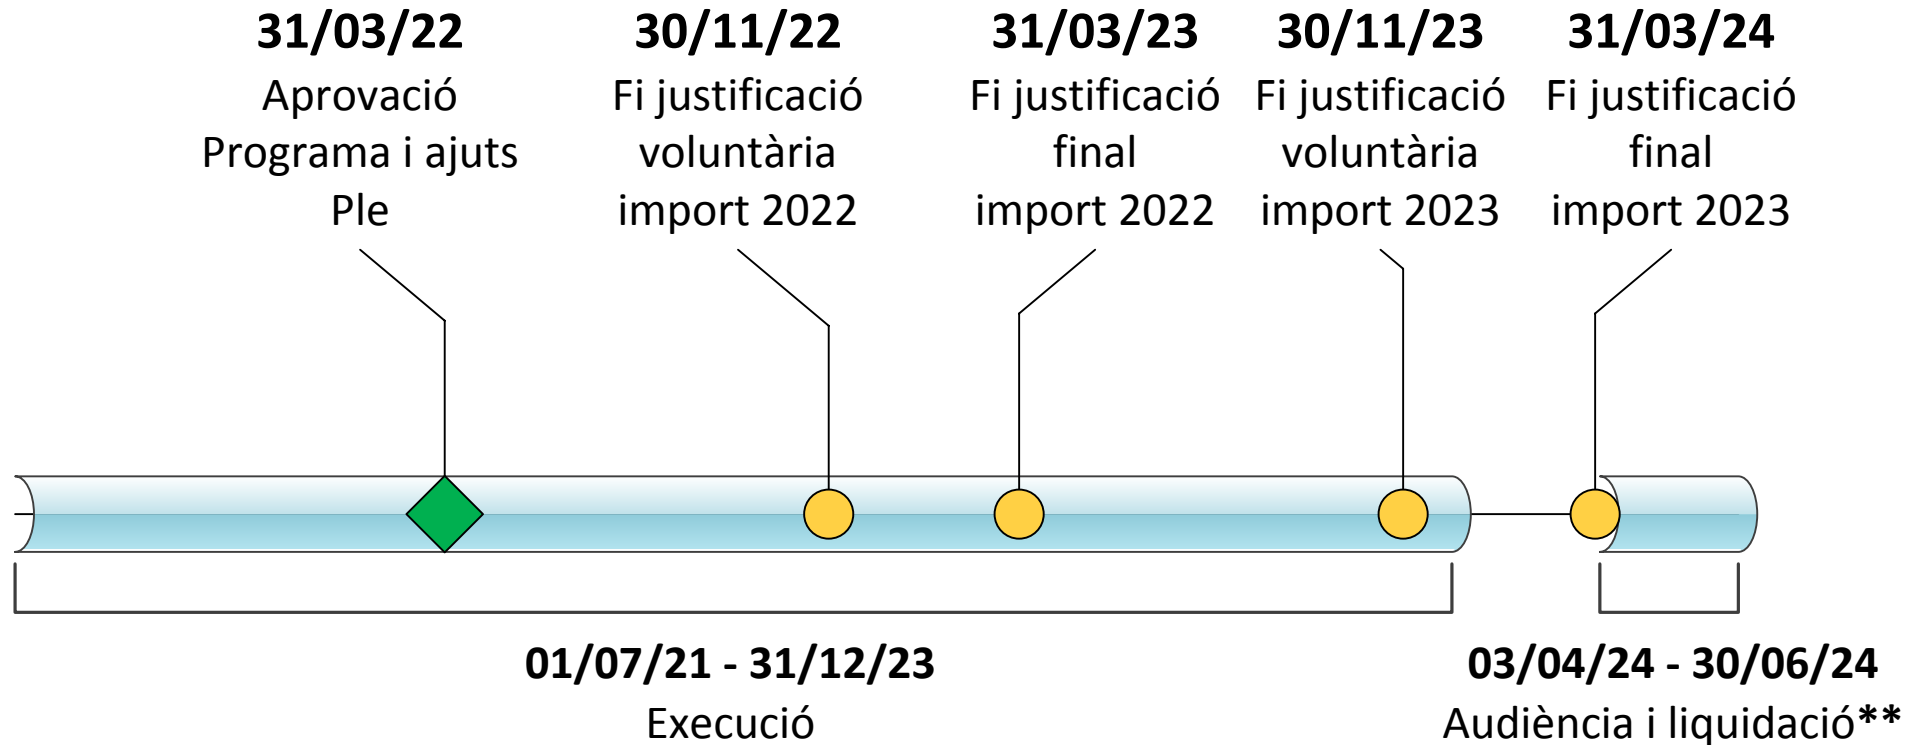 31/03/22
Aprovació
Programa i ajuts
Ple
30/11/22
Fi justificació
voluntària
import 2022
31/03/23
Fi justificació
final
import 2022
30/11/23
Fi justificació
voluntària
import 2023
31/03/24
Fi justificació
final
import 2023
01/07/21 - 31/12/23
Execució
03/04/24 - 30/06/24
Audiència i liquidació**